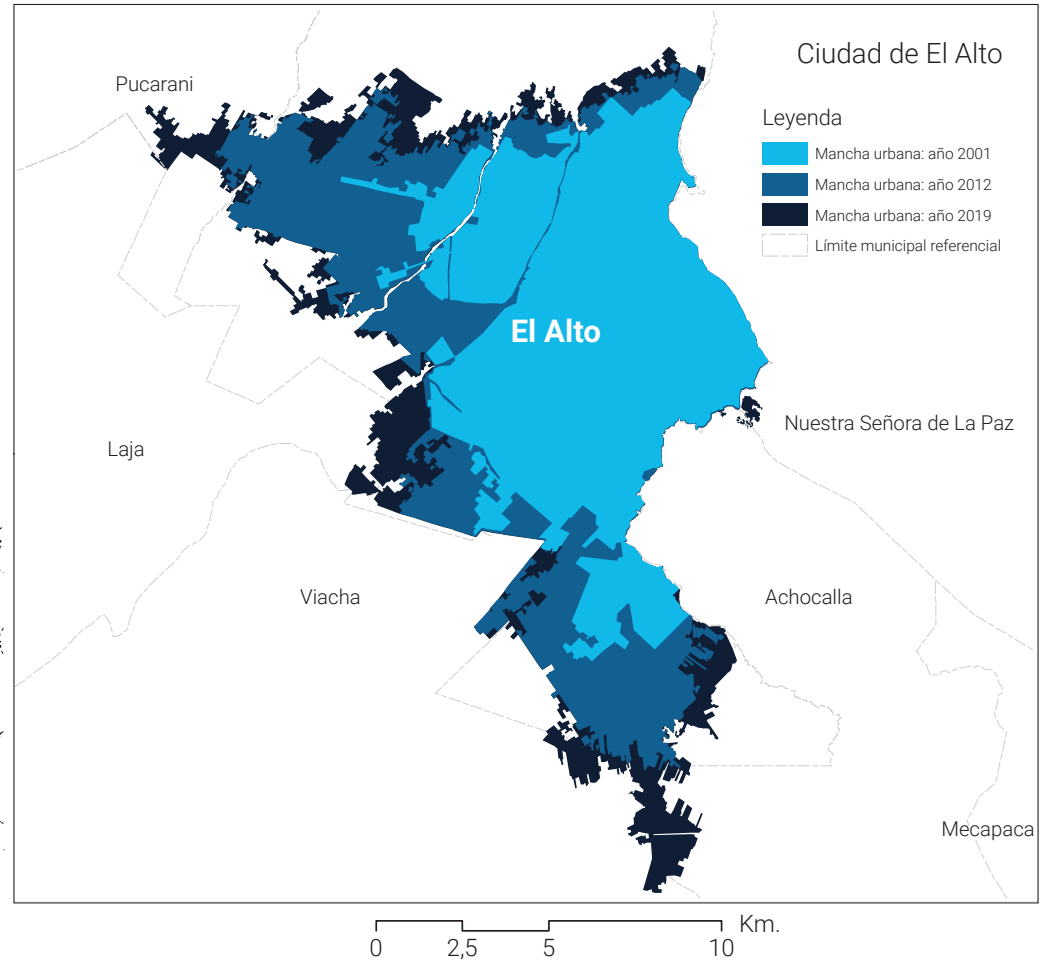 Ciudad de El Alto
Pucarani
Leyenda
Mancha urbana: año 2001
Mancha urbana: año 2012
Mancha urbana: año 2019
Límite municipal referencial
El Alto
Nuestra Señora de La Paz
Laja
Viacha
Achocalla
Mecapaca
Km.
0 2,5 5 10